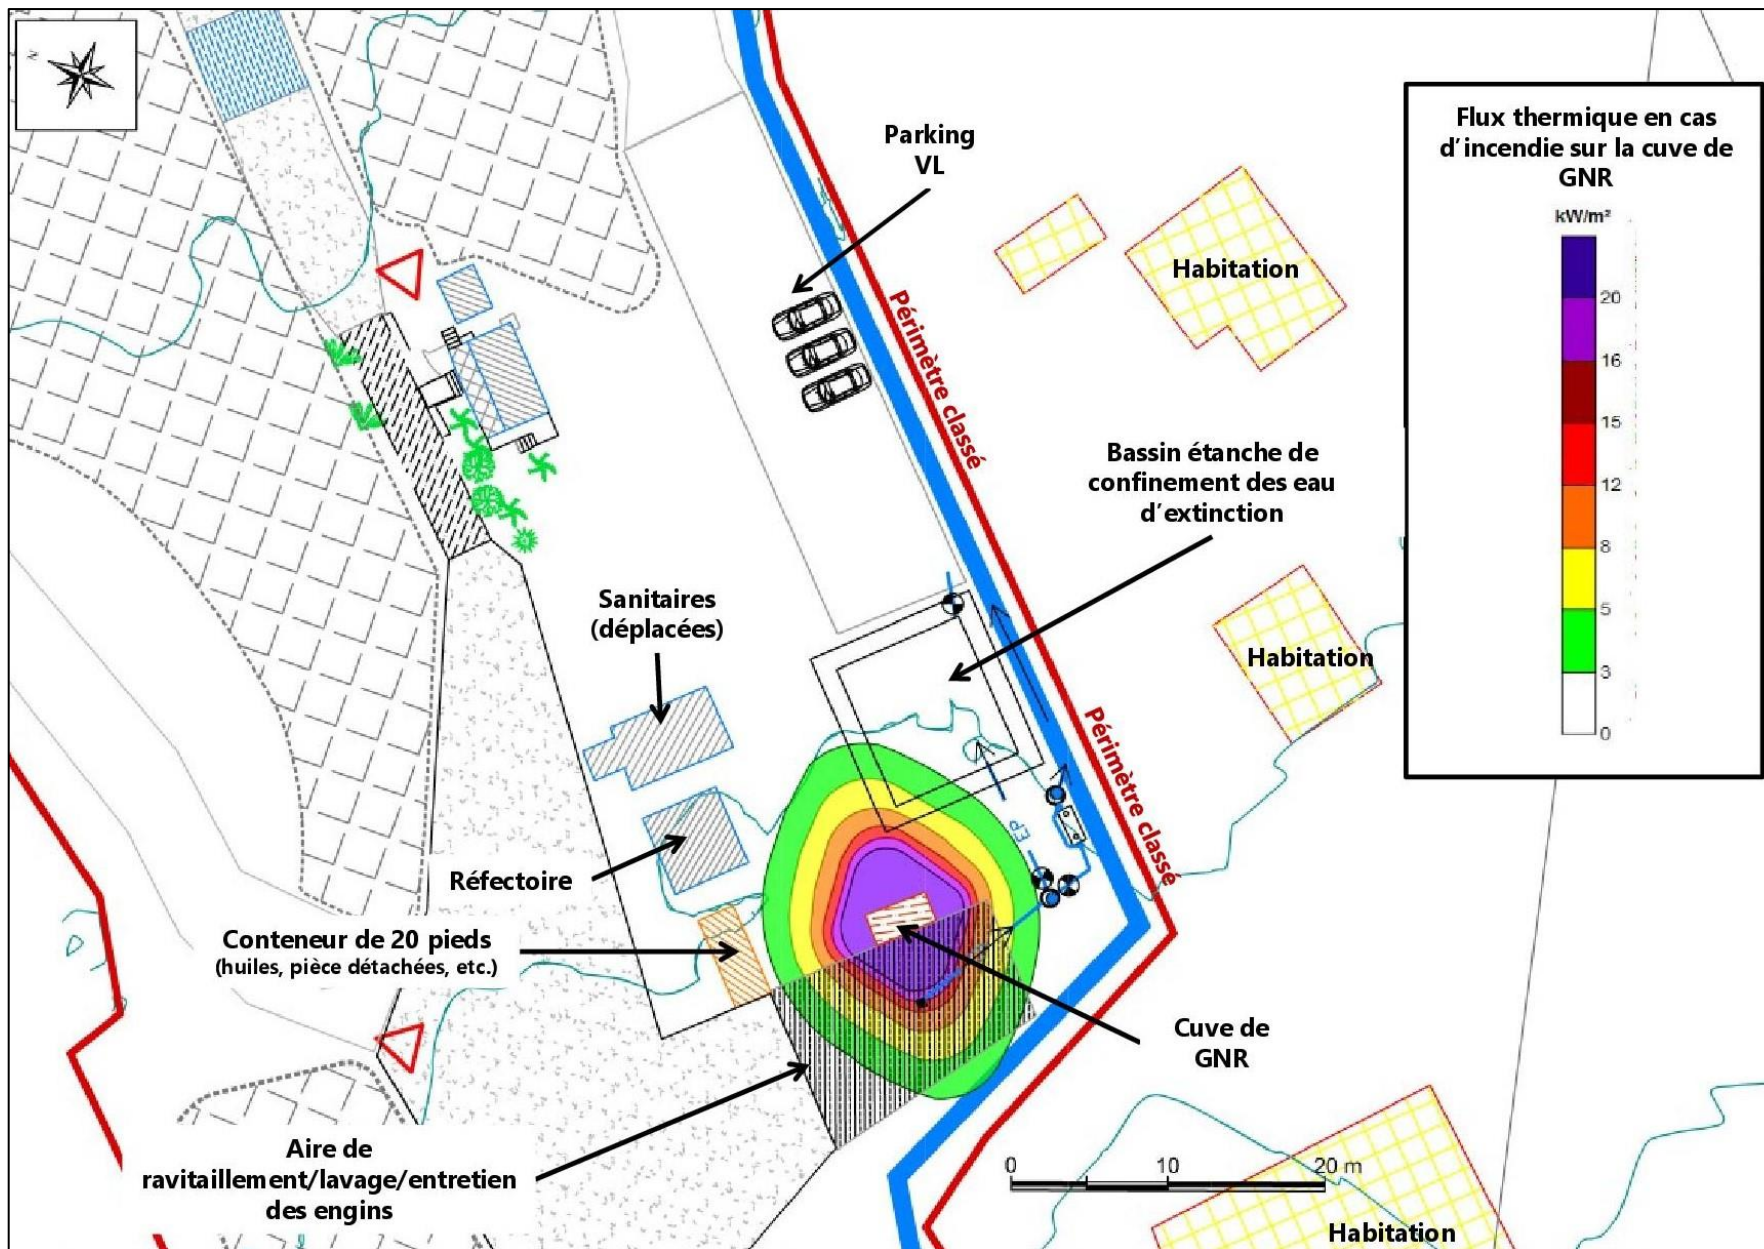 N
Parking
VL
Flux thermique en cas
d'incendie sur la cuve de
GNR
kW/m²
20
16
15
12
8
5
3
0
Habitation
Périmètre classé
Bassin étanche de
confinement des eau
d'extinction
Sanitaires
(déplacées)
Habitation
Périmètre classé
EP
Réfectoire
Conteneur de 20 pieds
(huiles, pièce détachées, etc.)
Cuve de
GNR
Aire de
ravitaillement/lavage/entretien
des engins
0 10 20 m
Habitation